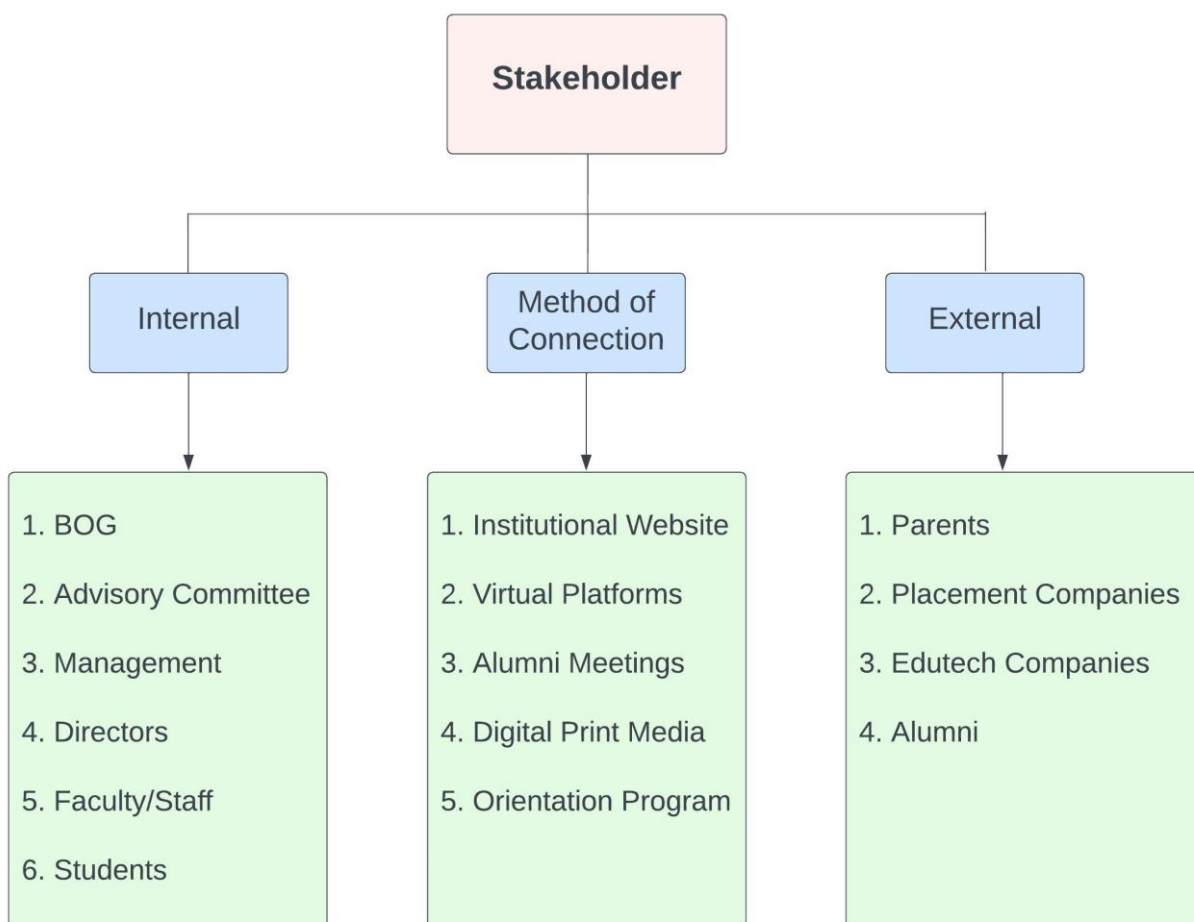 Stakeholder
Internal
Method of
Connection
External
1. BOG
2. Advisory Committee
3. Management
4. Directors
5. Faculty/Staff
6. Students
1. Institutional Website
2. Virtual Platforms
3. Alumni Meetings
4. Digital Print Media
5. Orientation Program
1. Parents
2. Placement Companies
3. Edutech Companies
4. Alumni